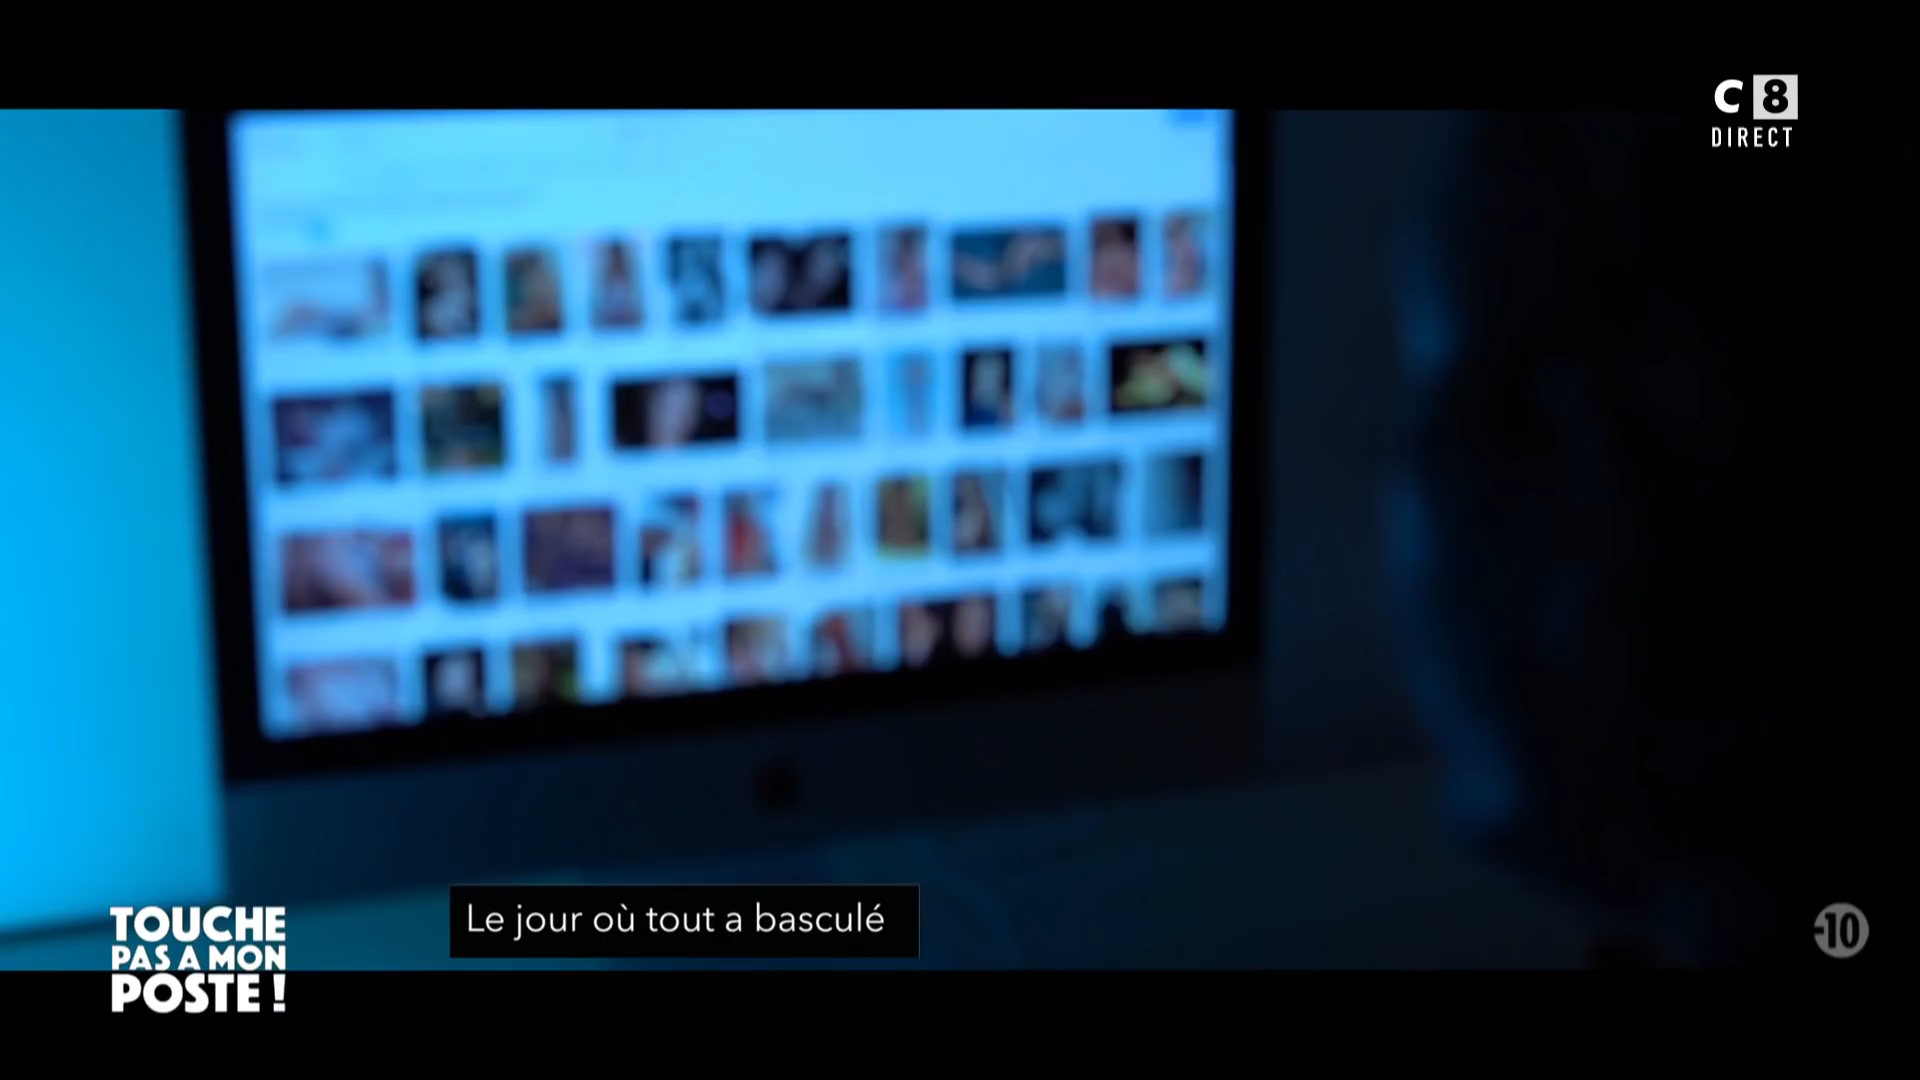 C8
DIRECT
Le jour où tout a basculé
TOUCHE
PAS A MON
POSTE !
-10